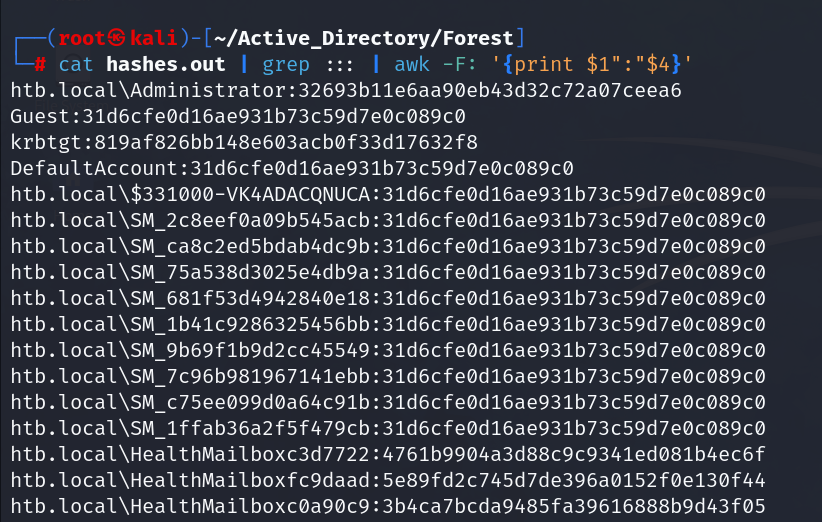 ┌──(root㉿kali)-[~/Active_Directory/Forest]
└─# cat hashes.out | grep ::: | awk -F: '{print $1":"$4}'
htb.local\Administrator:32693b11e6aa90eb43d32c72a07ceea6
Guest:31d6cfe0d16ae931b73c59d7e0c089c0
krbtgt:819af826bb148e603acb0f33d17632f8
DefaultAccount:31d6cfe0d16ae931b73c59d7e0c089c0
htb.local\$331000-VK4ADACQNUCA:31d6cfe0d16ae931b73c59d7e0c089c0
htb.local\SM_2c8eef0a09b545acb:31d6cfe0d16ae931b73c59d7e0c089c0
htb.local\SM_ca8c2ed5bdab4dc9b:31d6cfe0d16ae931b73c59d7e0c089c0
htb.local\SM_75a538d3025e4db9a:31d6cfe0d16ae931b73c59d7e0c089c0
htb.local\SM_681f53d4942840e18:31d6cfe0d16ae931b73c59d7e0c089c0
htb.local\SM_1b41c9286325456bb:31d6cfe0d16ae931b73c59d7e0c089c0
htb.local\SM_9b69f1b9d2cc45549:31d6cfe0d16ae931b73c59d7e0c089c0
htb.local\SM_7c96b981967141ebb:31d6cfe0d16ae931b73c59d7e0c089c0
htb.local\SM_c75ee099d0a64c91b:31d6cfe0d16ae931b73c59d7e0c089c0
htb.local\SM_1ffab36a2f5f479cb:31d6cfe0d16ae931b73c59d7e0c089c0
htb.local\HealthMailboxc3d7722:4761b9904a3d88c9c9341ed081b4ec6f
htb.local\HealthMailboxfc9daad:5e89fd2c745d7de396a0152f0e130f44
htb.local\HealthMailboxc0a90c9:3b4ca7bcda9485fa39616888b9d43f05